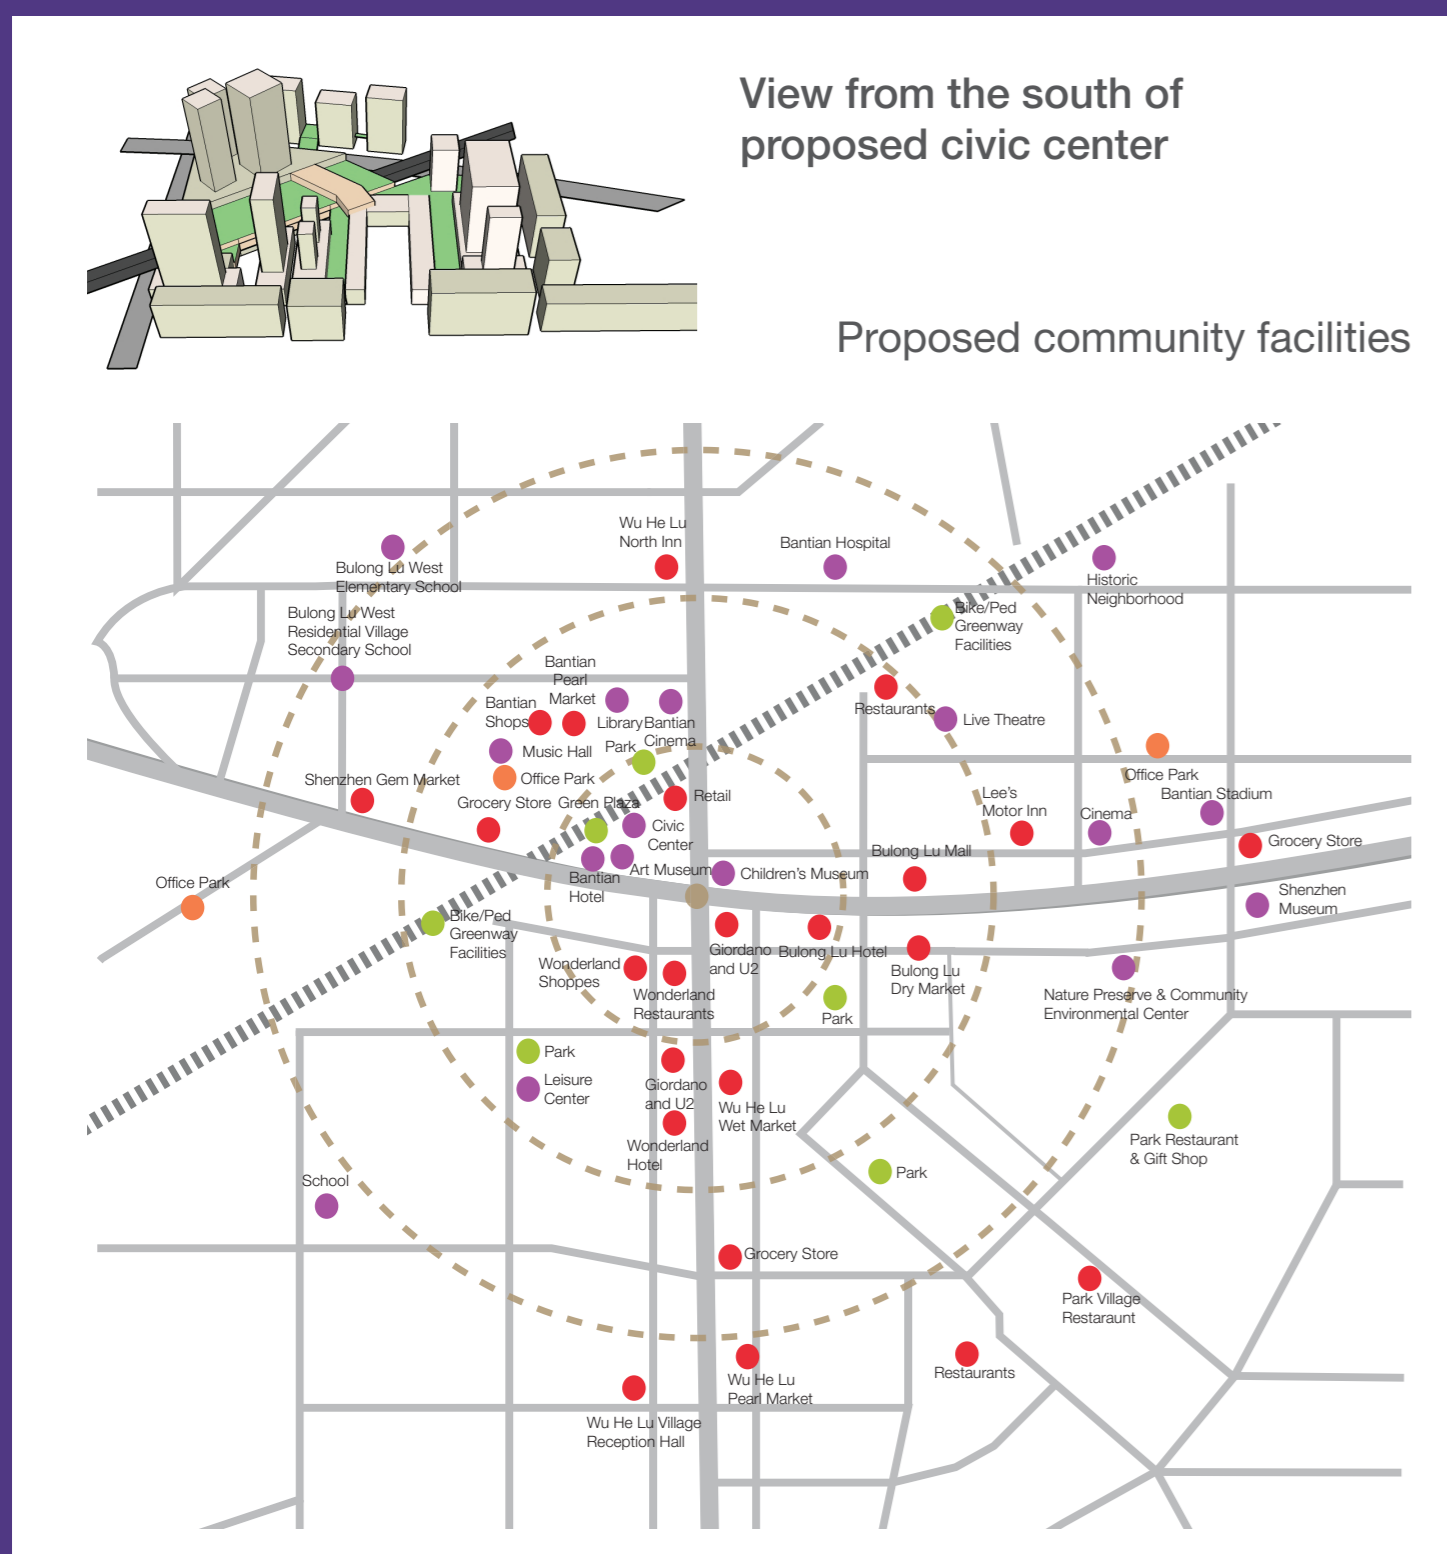 View from the south of
proposed civic center
Proposed community facilities
Wu He Lu
North Inn
Bantian Hospital
Bulong Lu West
Elementary School
Historic
Neighborhood
Bulong Lu West
Residential Village
Secondary School
Bike/Ped
Greenway
Facilities
Bantian
Pearl
Market
Bantian
Shops
Library
Bantian
Cinema
Restaurants
Live Theatre
Music Hall
Park
Shenzhen Gem Market
Office Park
Office Park
Grocery Store
Green Plaza
Retail
Lee's
Motor Inn
Bantian Stadium
Cinema
Civic
Center
Grocery Store
Bulong Lu Mall
Art Museum
Children's Museum
Bantian
Hotel
Office Park
Shenzhen
Museum
Bike/Ped
Greenway
Facilities
Giordano
and U2
Bulong Lu Hotel
Wonderland
Shoppes
Bulong Lu
Dry Market
Wonderland
Restaurants
Nature Preserve & Community
Environmental Center
Park
Park
Leisure
Center
Giordano
and U2
Wu He Lu
Wet Market
Wonderland
Hotel
Park Restaurant
& Gift Shop
Park
School
Grocery Store
Park Village
Restaraunt
Restaurants
Wu He Lu
Pearl Market
Wu He Lu Village
Reception Hall